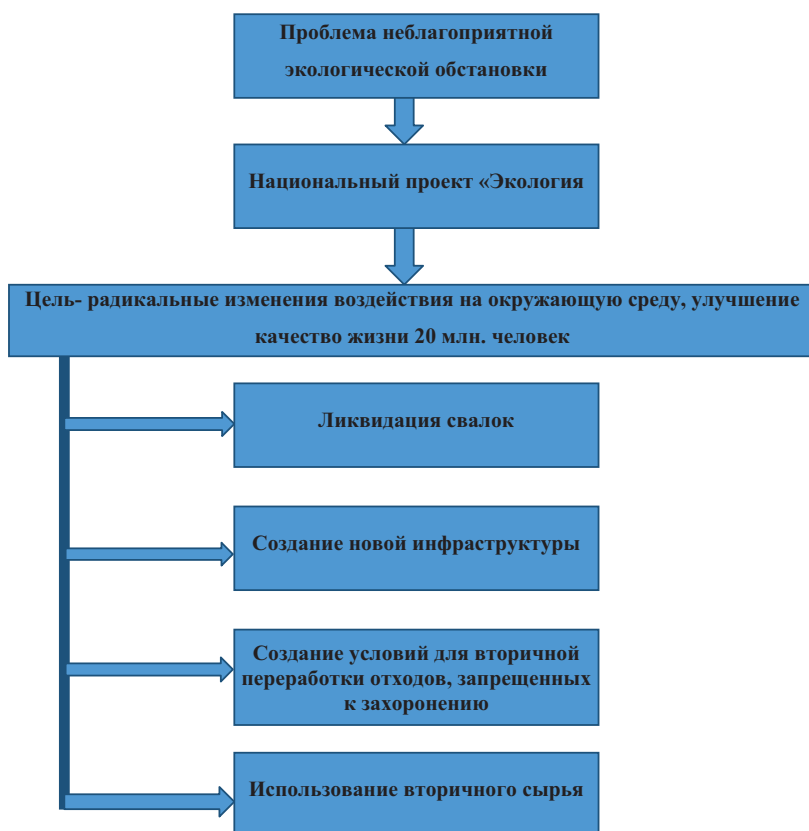 Проблема неблагоприятной
экологической обстановки
Национальный проект «Экология
Цель- радикальные изменения воздействия на окружающую среду, улучшение
качество жизни 20 млн. человек
Ликвидация свалок
Создание новой инфраструктуры
Создание условий для вторичной
переработки отходов, запрещенных
к захоронению
Использование вторичного сырья